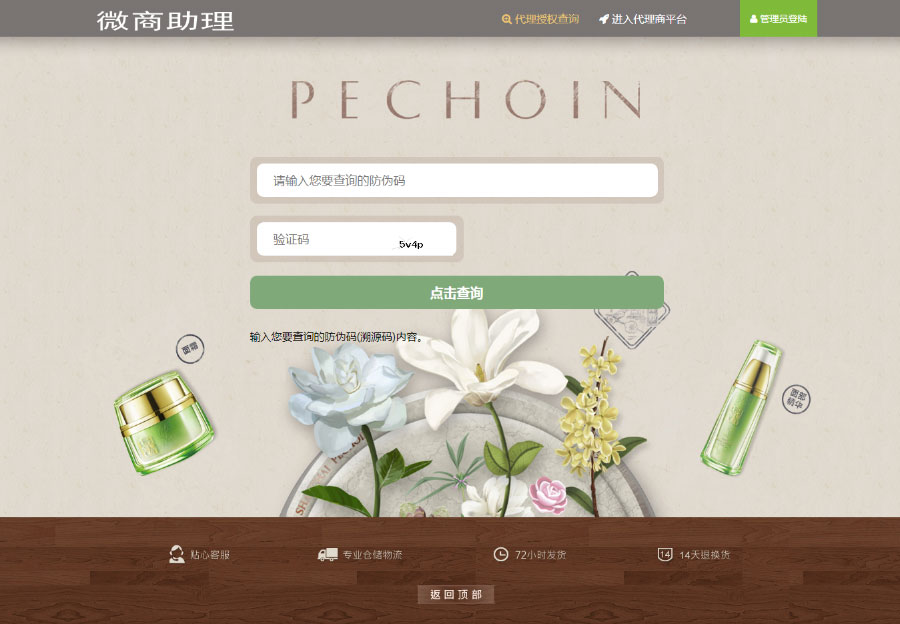 微商助理
代理授权查询 进入代理商平台 管理员登陆
PECHOIN
请输入您要查询的防伪码
验证码 5v4p
点击查询
输入您要查询的防伪码(溯源码)内容。
面霜
贴心客服 专业仓储物流 72小时发货 14 14天退换货
返回顶部